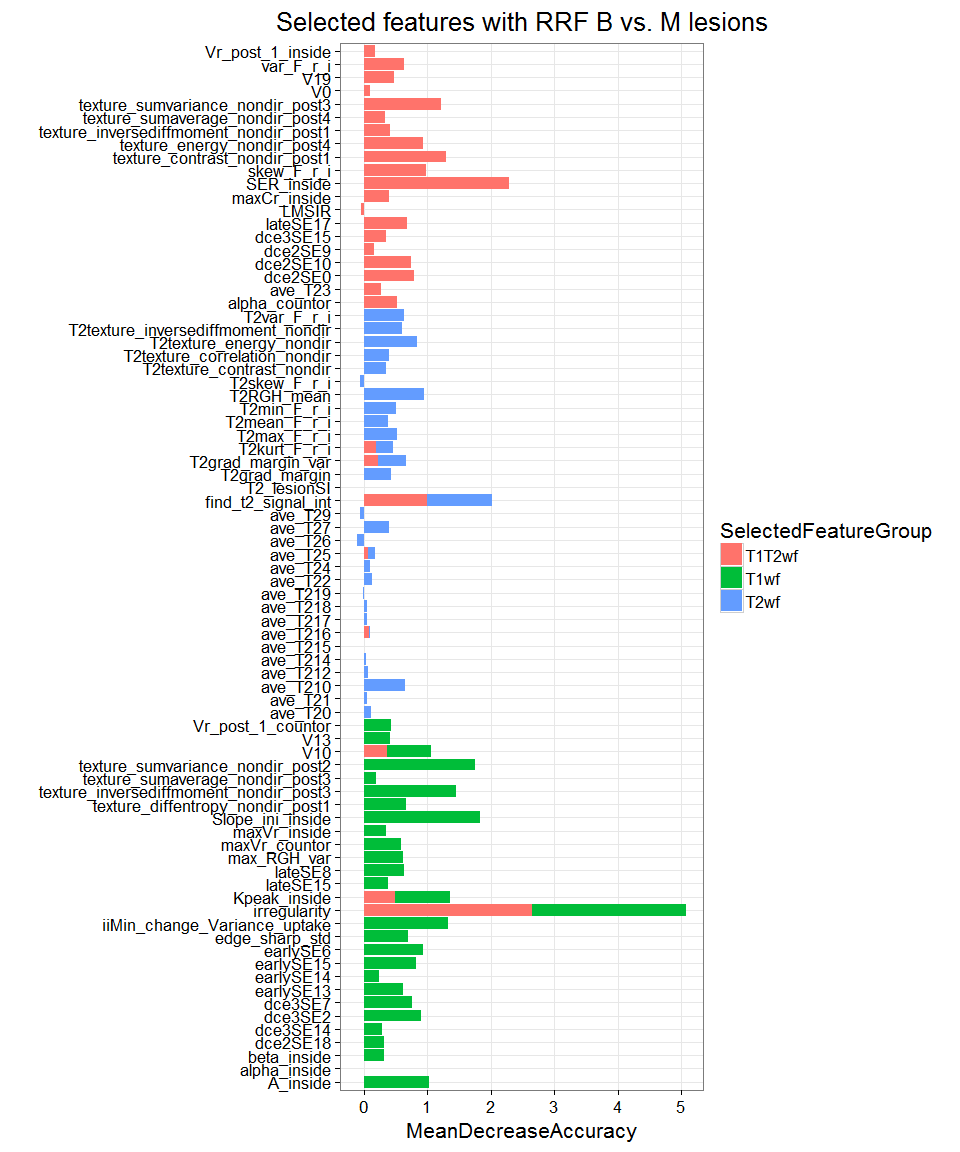 Selected features with RRF B vs. M lesions
Vr_post_1_inside
var_F_r_i
V19
V0
texture_sumvariance_nondir_post3
texture_sumaverage_nondir_post4
texture_inversediffmoment_nondir_post1
texture_energy_nondir_post4
texture_contrast_nondir_post1
skew_F_r_i
SER_inside
maxCr_inside
LMSIR
lateSE17
dce3SE15
dce2SE9
dce2SE10
dce2SE0
ave_T23
alpha_countor
T2var_F_r_i
T2texture_inversediffmoment_nondir
T2texture_energy_nondir
T2texture_correlation_nondir
T2texture_contrast_nondir
T2skew_F_r_i
T2RGH_mean
T2min_F_r_i
T2mean_F_r_i
T2max_F_r_i
T2kurt_F_r_i
T2grad_margin_var
T2grad_margin
T2_lesionSI
find_t2_signal_int
ave_T29
ave_T27
ave_T26
ave_T25
ave_T24
ave_T22
ave_T219
ave_T218
ave_T217
ave_T216
ave_T215
ave_T214
ave_T212
ave_T210
ave_T21
ave_T20
Vr_post_1_countor
V13
V10
texture_sumvariance_nondir_post2
texture_sumaverage_nondir_post3
texture_inversediffmoment_nondir_post3
texture_diffentropy_nondir_post1
Slope_ini_inside
maxVr_inside
maxVr_countor
max_RGH_var
lateSE8
lateSE15
Kpeak_inside
irregularity
iiMin_change_Variance_uptake
edge_sharp_std
earlySE6
earlySE15
earlySE14
earlySE13
dce3SE7
dce3SE2
dce3SE14
dce2SE18
beta_inside
alpha_inside
A_inside
0 1 2 3 4 5
MeanDecreaseAccuracy
SelectedFeatureGroup
T1T2wf
T1wf
T2wf